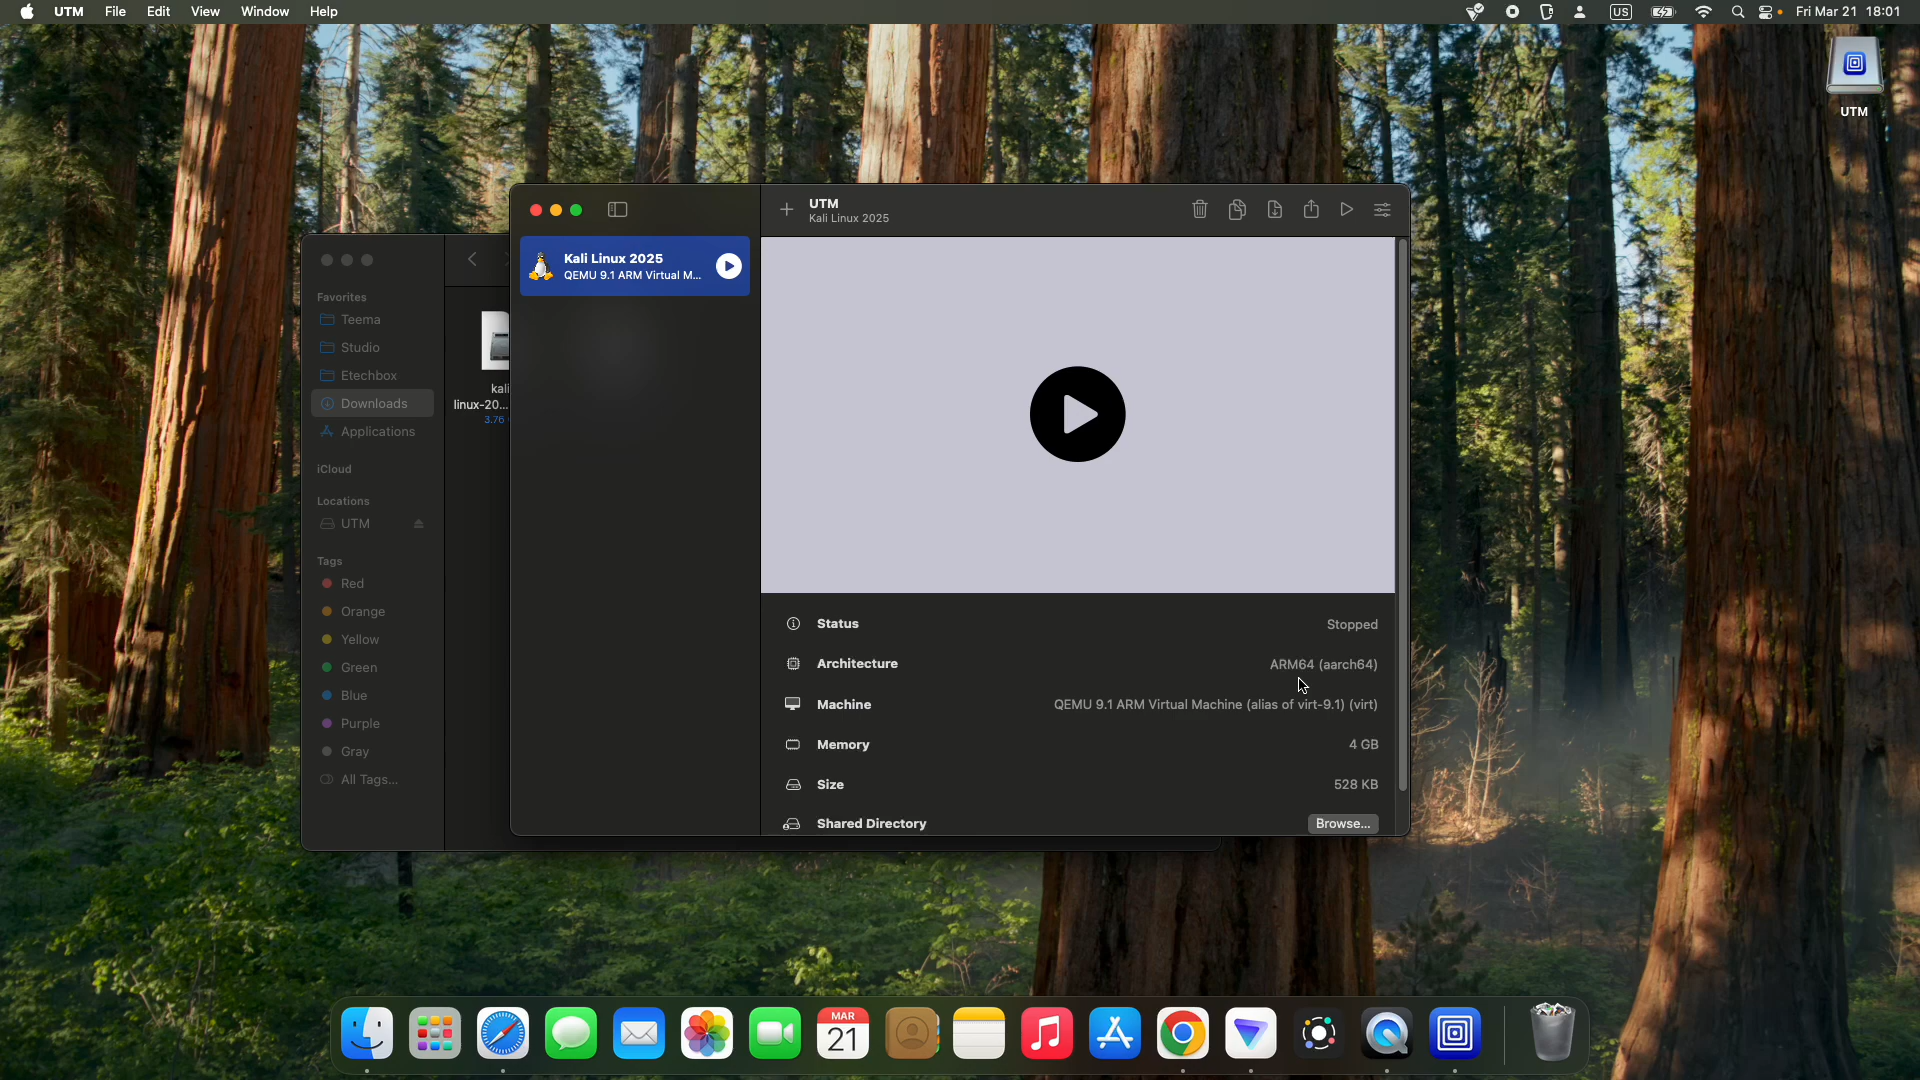 UTM File Edit View Window Help
US Fri Mar 21 18:01
UTM
UTM
Kali Linux 2025
Kali Linux 2025
QEMU 9.1 ARM Virtual M...
Favorites
Teema
Studio
Etechbox
Downloads
Applications
iCloud
Locations
UTM
Tags
Red
Orange
Yellow
Green
Blue
Purple
Gray
All Tags...
kali
linux-20...
3.76
Status Stopped
Architecture ARM64 (aarch64)
Machine QEMU 9.1 ARM Virtual Machine (alias of virt-9.1) (virt)
Memory 4 GB
Size 528 KB
Shared Directory Browse...
MAR
21